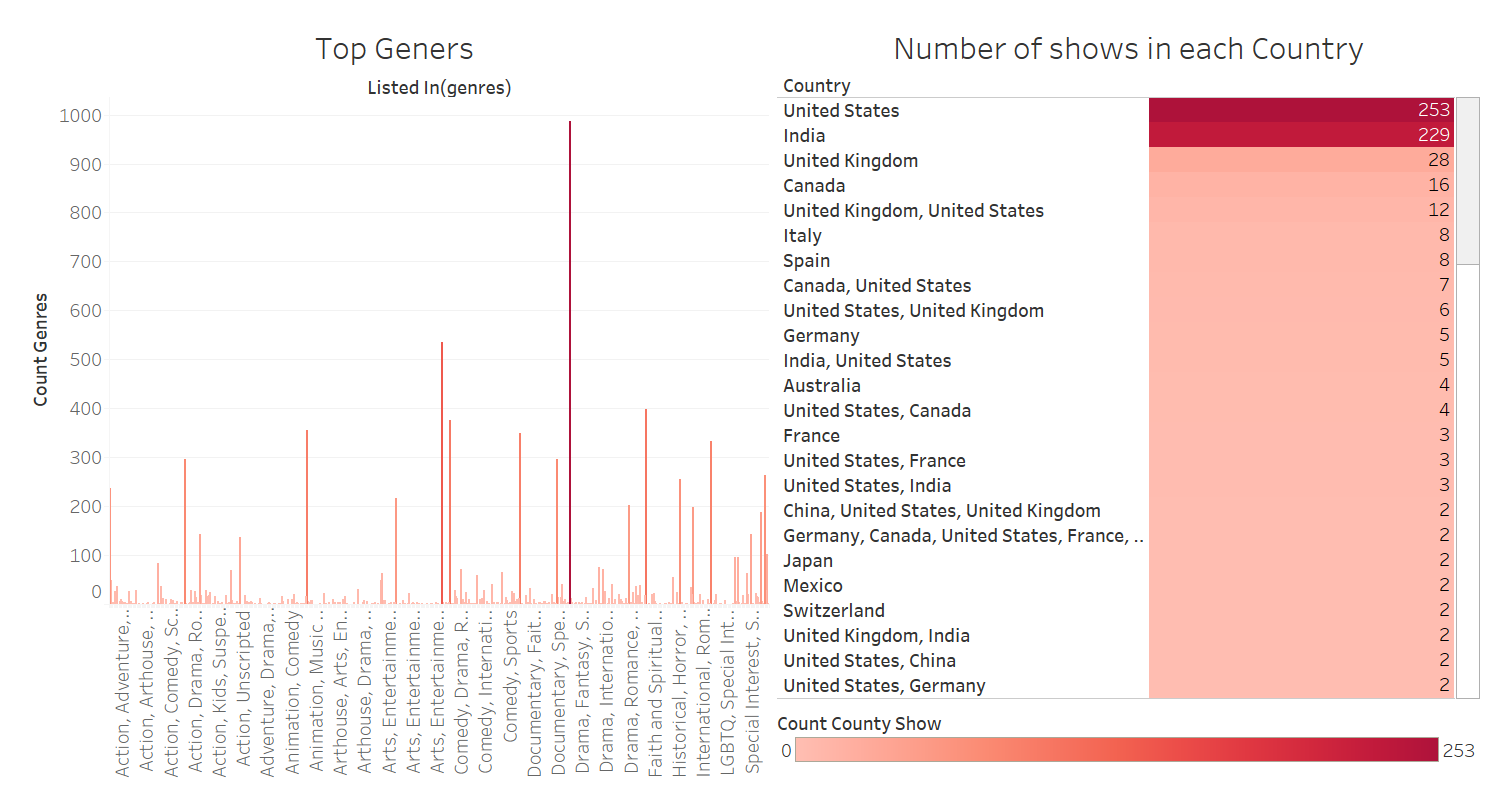 Top Geners
Listed In(genres)
Count Genres
1000
900
800
700
600
500
400
300
200
100
0
Action, Adventure,..
Action, Arthouse, ..
Action, Comedy, Sc..
Action, Drama, Ro..
Action, Kids, Suspe..
Action, Unscripted
Adventure, Drama,..
Animation, Comedy
Animation, Music ..
Arthouse, Arts, En..
Arthouse, Drama, ..
Arts, Entertainme..
Arts, Entertainme..
Arts, Entertainme..
Comedy, Drama, R..
Comedy, Internati..
Comedy, Sports
Documentary, Fait..
Documentary, Spe..
Drama, Fantasy, S..
Drama, Internatio..
Drama, Romance, ..
Faith and Spiritual..
Historical, Horror, ..
International, Rom..
LGBTQ, Special Int..
Special Interest, S..
Number of shows in each Country
Country
United States 253
India 229
United Kingdom 28
Canada 16
United Kingdom, United States 12
Italy 8
Spain 8
Canada, United States 7
United States, United Kingdom 6
Germany 5
India, United States 5
Australia 4
United States, Canada 4
France 3
United States, France 3
United States, India 3
China, United States, United Kingdom 2
Germany, Canada, United States, France, .. 2
Japan 2
Mexico 2
Switzerland 2
United Kingdom, India 2
United States, China 2
United States, Germany 2
Count County Show
0 253